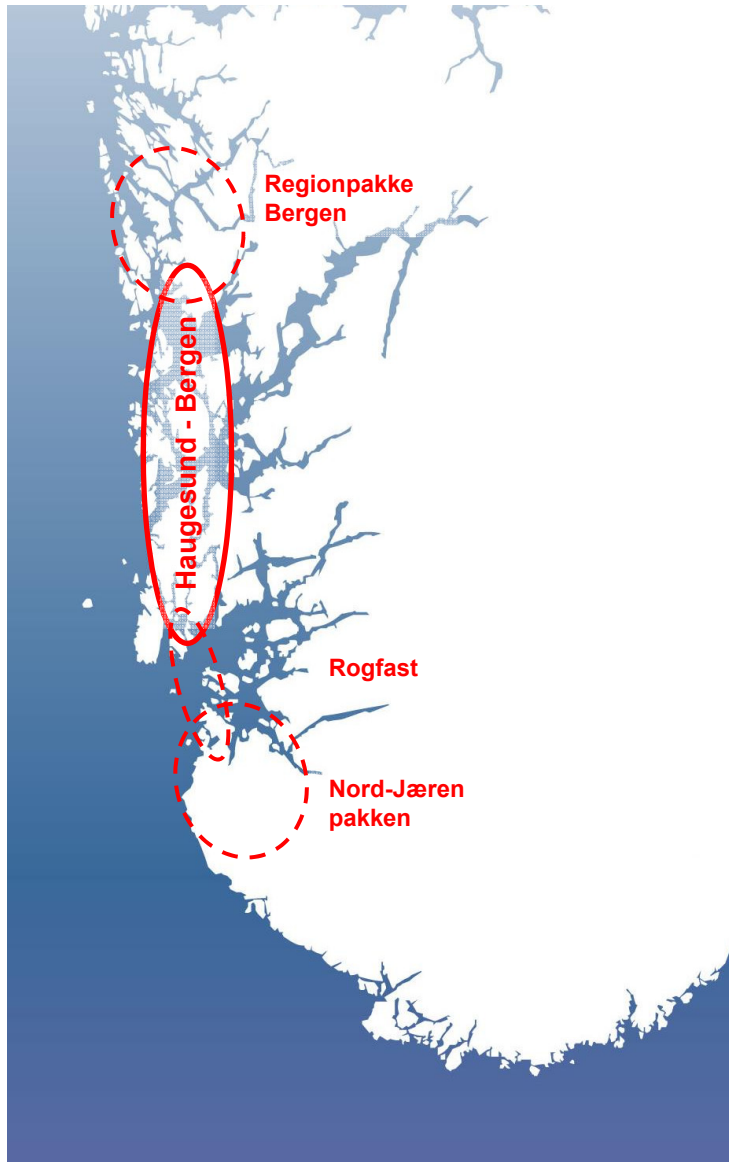 Regionpakke
Bergen
Haugesund - Bergen
Rogfast
Nord-Jæren
pakken